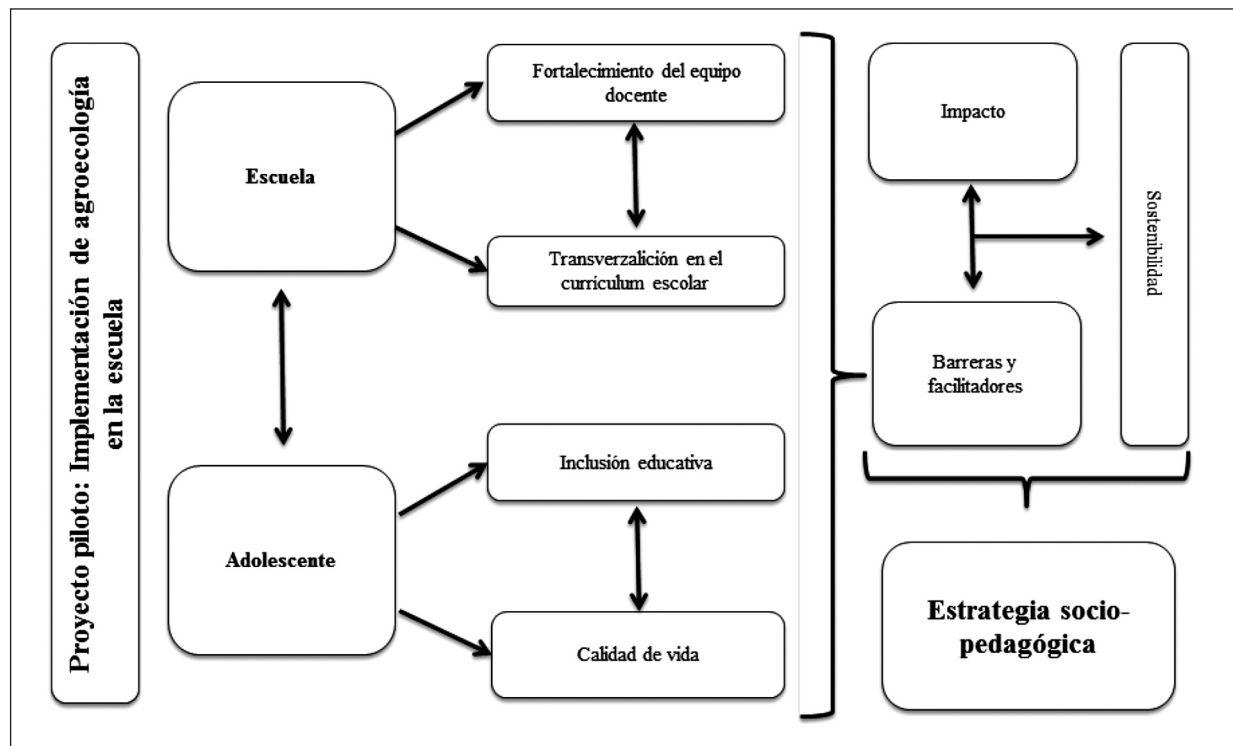 Proyecto piloto: Implementación de agroecología
en la escuela
Escuela
Adolescente
Fortalecimiento del equipo
docente
Transverzalición en el
curriculum escolar
Inclusión educativa
Calidad de vida
Impacto
Barreras y
facilitadores
Sostenibilidad
Estrategia socio-
pedagógica